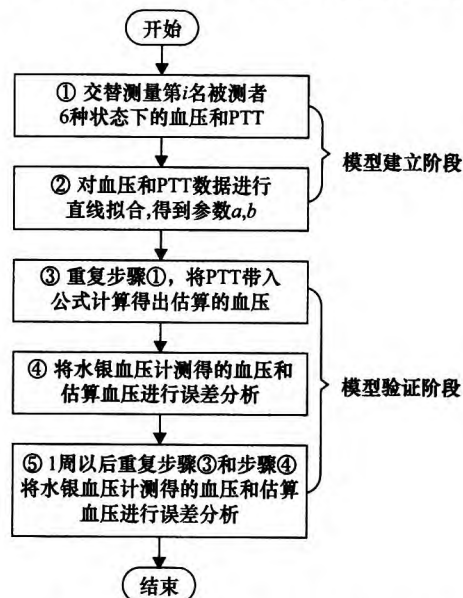 开始
① 交替测量第i名被测者
6种状态下的血压和PTT
② 对血压和PTT数据进行
直线拟合,得到参数a,b
模型建立阶段
③ 重复步骤①，将PTT带入
公式计算得出估算的血压
④ 将水银血压计测得的血压和
估算血压进行误差分析
模型验证阶段
⑤ 1周以后重复步骤③和步骤④
将水银血压计测得的血压和估算
血压进行误差分析
结束